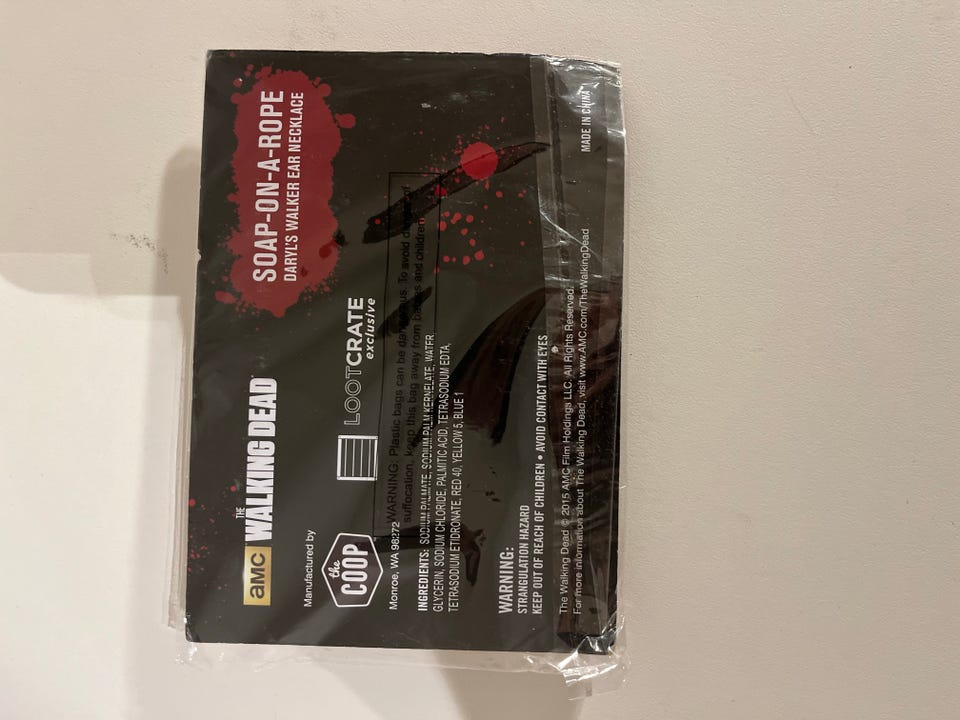 amc THE WALKING DEAD
SOAP-ON-A-ROPE
DARYL'S WALKER EAR NECKLACE
Manufactured by
the
COOP
Monroe, WA 98272
LOOTCRATE
exclusive
WARNING: Plastic bags can be dangerous. To avoid danger of
suffocation, keep this bag away from babies and children.
INGREDIENTS: SODIUM PALMATE, SODIUM PALM KERNELATE, WATER,
GLYCERIN, SODIUM CHLORIDE, PALMITIC ACID, TETRASODIUM EDTA,
TETRASODIUM ETIDRONATE, RED 40, YELLOW 5, BLUE 1
WARNING:
STRANGULATION HAZARD
KEEP OUT OF REACH OF CHILDREN • AVOID CONTACT WITH EYES
The Walking Dead © 2015 AMC Film Holdings LLC. All Rights Reserved.
For more information about The Walking Dead, visit www.AMC.com/TheWalkingDead
MADE IN CHINA